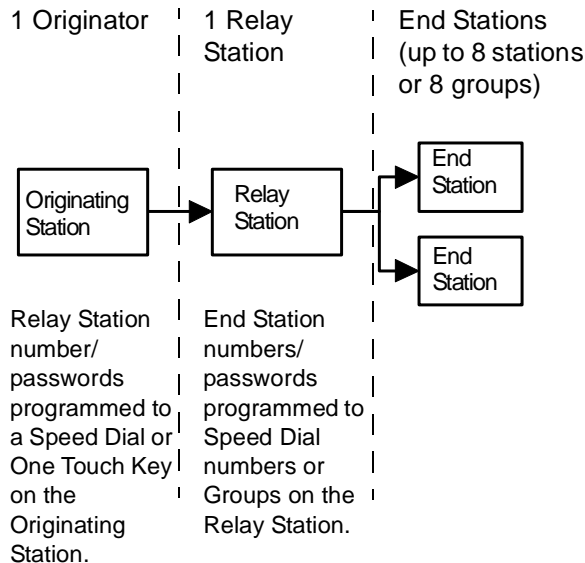 1 Originator
1 Relay
Station
End Stations
(up to 8 stations
or 8 groups)
Originating
Station
Relay
Station
End
Station
End
Station
Relay Station
number/
passwords
programmed to
a Speed Dial or
One Touch Key
on the
Originating
Station.
End Station
numbers/
passwords
programmed to
Speed Dial
numbers or
Groups on the
Relay Station.